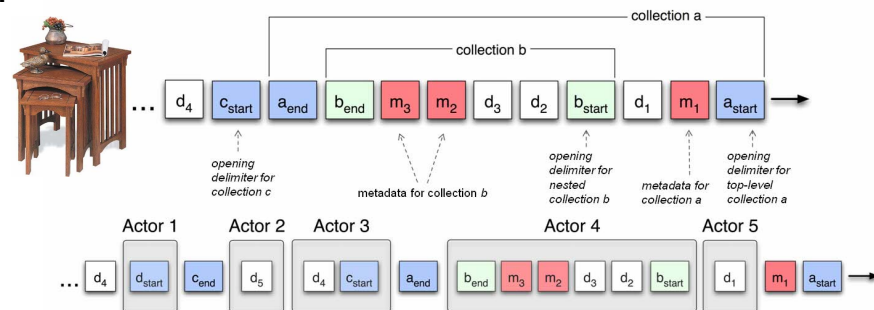 collection a
collection b
... d4 cstart aend bend m3 m2 d3 d2 bstart d1 m1 astart
opening delimiter for collection c
metadata for collection b
opening delimiter for nested collection b
metadata for collection a
opening delimiter for top-level collection a
Actor 1 Actor 2 Actor 3 Actor 4 Actor 5
... d4 dstart cend d5 d4 cstart aend bend m3 m2 d3 d2 bstart d1 m1 astart